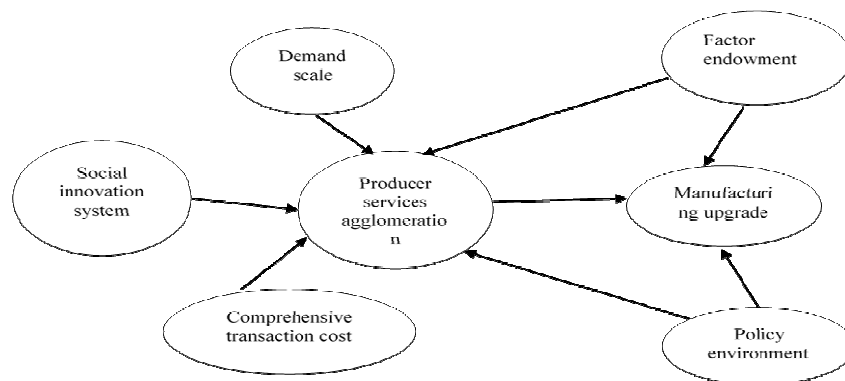 Demand
scale
Factor
endowment
Social
innovation
system
Producer
services
agglomeratio
n
Manufacturi
ng upgrade
Comprehensive
transaction cost
Policy
environment